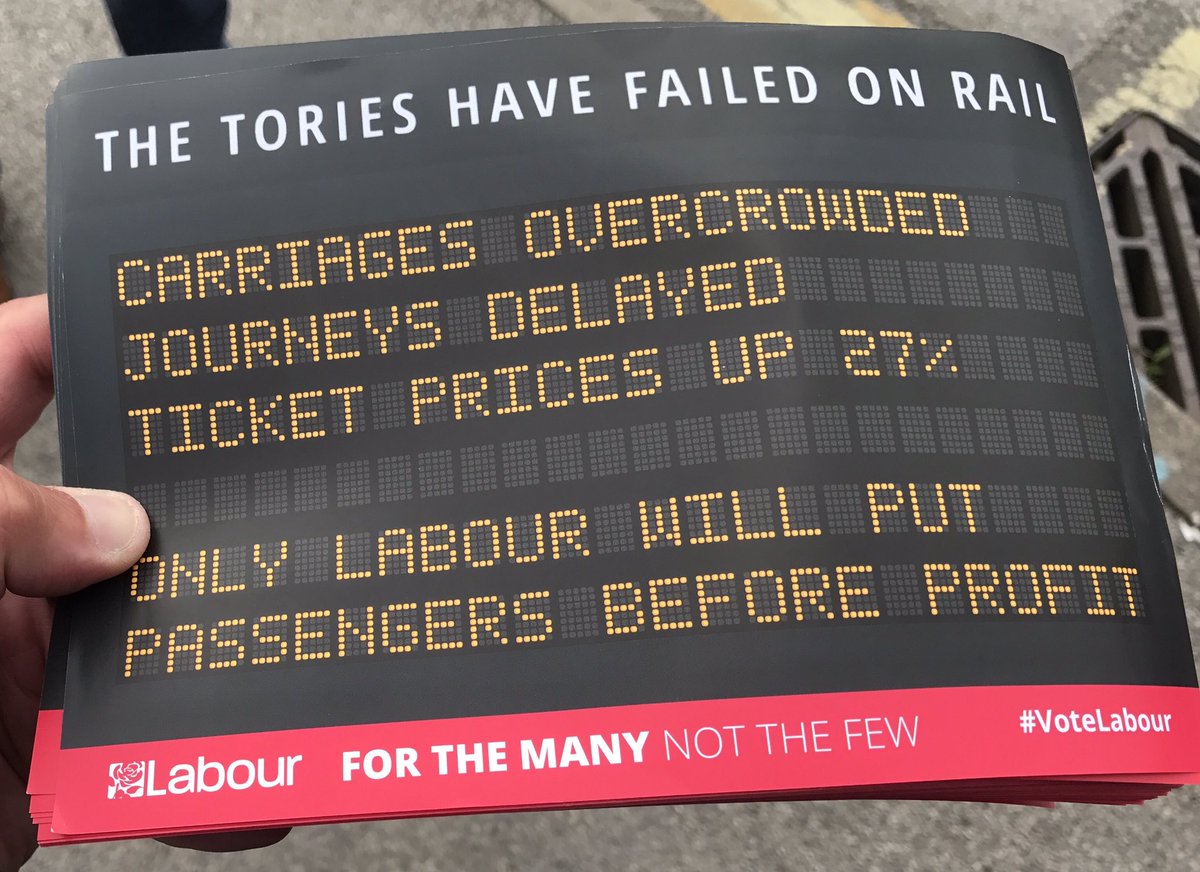 THE TORIES HAVE FAILED ON RAIL
CARRIAGES OVERCROWDED
JOURNEYS DELAYED
TICKET PRICES UP 27%
ONLY LABOUR WILL PUT
PASSENGERS BEFORE PROFIT
Labour FOR THE MANY NOT THE FEW #VoteLabour